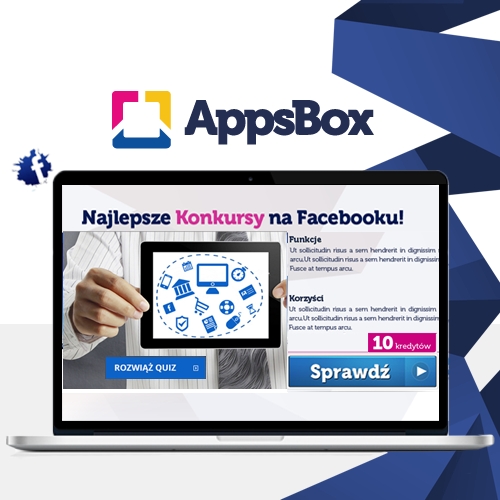 AppsBox
f
Najlepsze Konkursy na Facebooku!
Funkcje
Ut sollicitudin risus a sem hendrerit in dignissim
arcu.Ut sollicitudin risus a sem hendrerit in dignissim
Fusce at tempus arcu.
Korzyści
Ut sollicitudin risus a sem hendrerit in dignissim
arcu.Ut sollicitudin risus a sem hendrerit in dignissim
Fusce at tempus arcu.
10 kredytów
ROZWIĄŻ QUIZ
Sprawdź